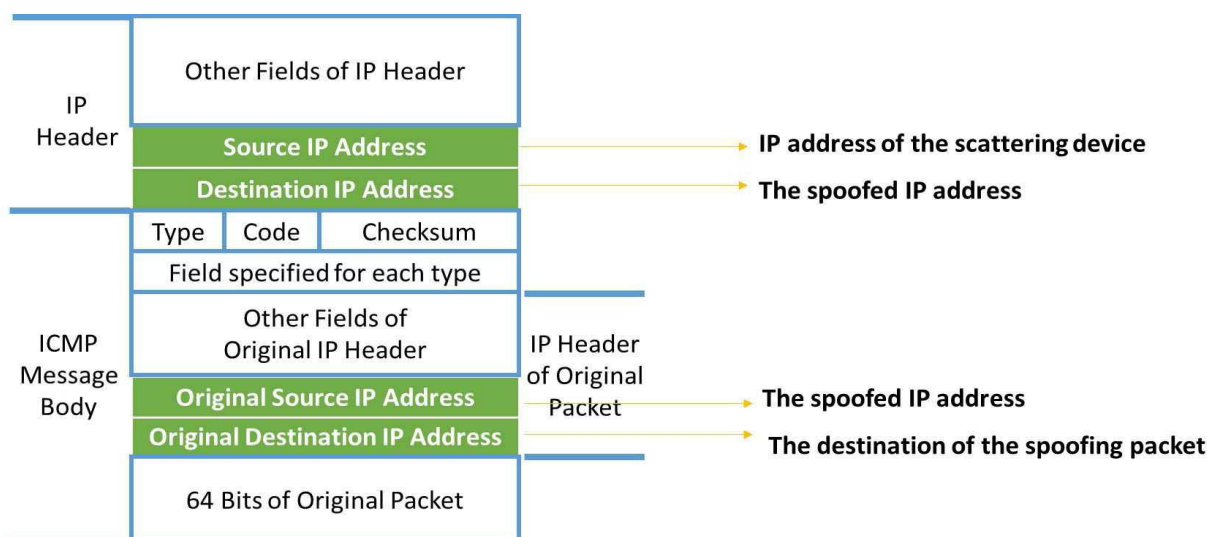 IP
Header
Other Fields of IP Header
Source IP Address
IP address of the scattering device
Destination IP Address
The spoofed IP address
ICMP
Message
Body
Type
Code
Checksum
Field specified for each type
Other Fields of
Original IP Header
IP Header
of Original
Packet
Original Source IP Address
The spoofed IP address
Original Destination IP Address
The destination of the spoofing packet
64 Bits of Original Packet